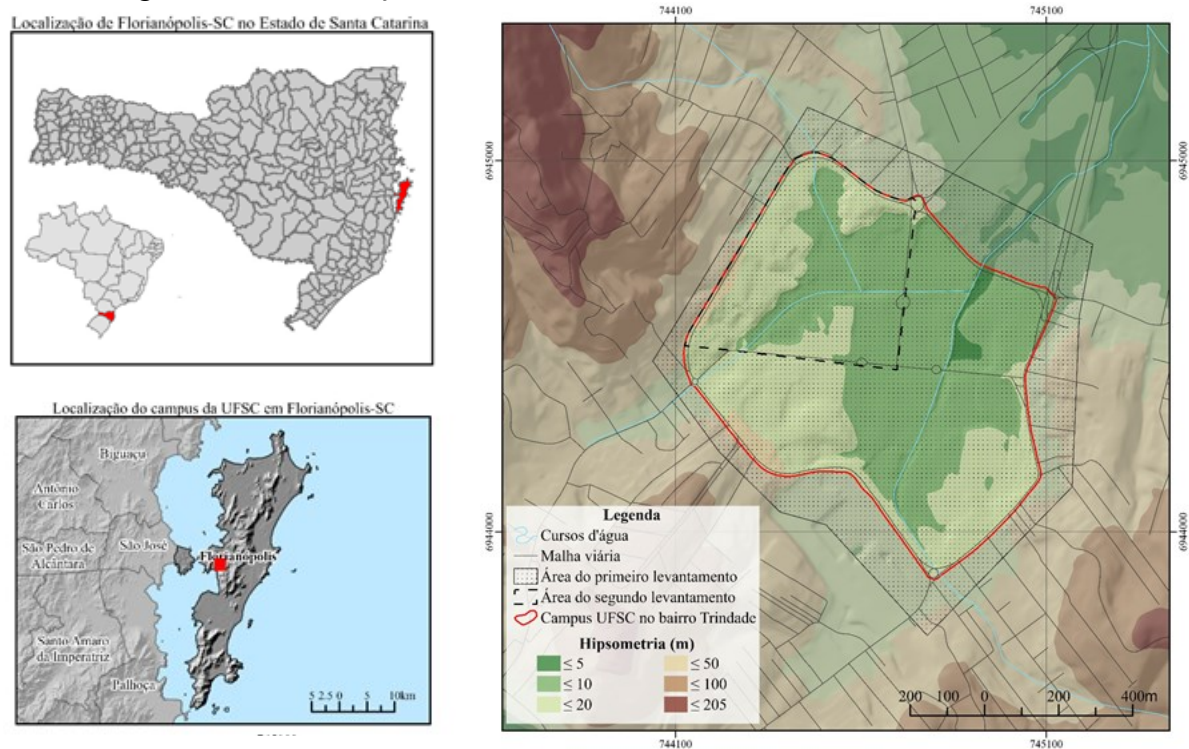 Localização de Florianópolis-SC no Estado de Santa Catarina
Localização do campus da UFSC em Florianópolis-SC
Biguaçu
Antônio
Carlos
São Pedro de
Alcântara
São José
Florianópolis
Santo Amaro
da Imperatriz
Palhoça
5 2.5 0 5 10km
744100
745100
6945000
6945000
6944000
6944000
Legenda
Cursos d'água
Malha viária
Área do primeiro levantamento
Área do segundo levantamento
Campus UFSC no bairro Trindade
Hipsometria (m)
≤ 5
≤ 10
≤ 20
≤ 50
≤ 100
≤ 205
200 100 0 200 400m
744100
745100